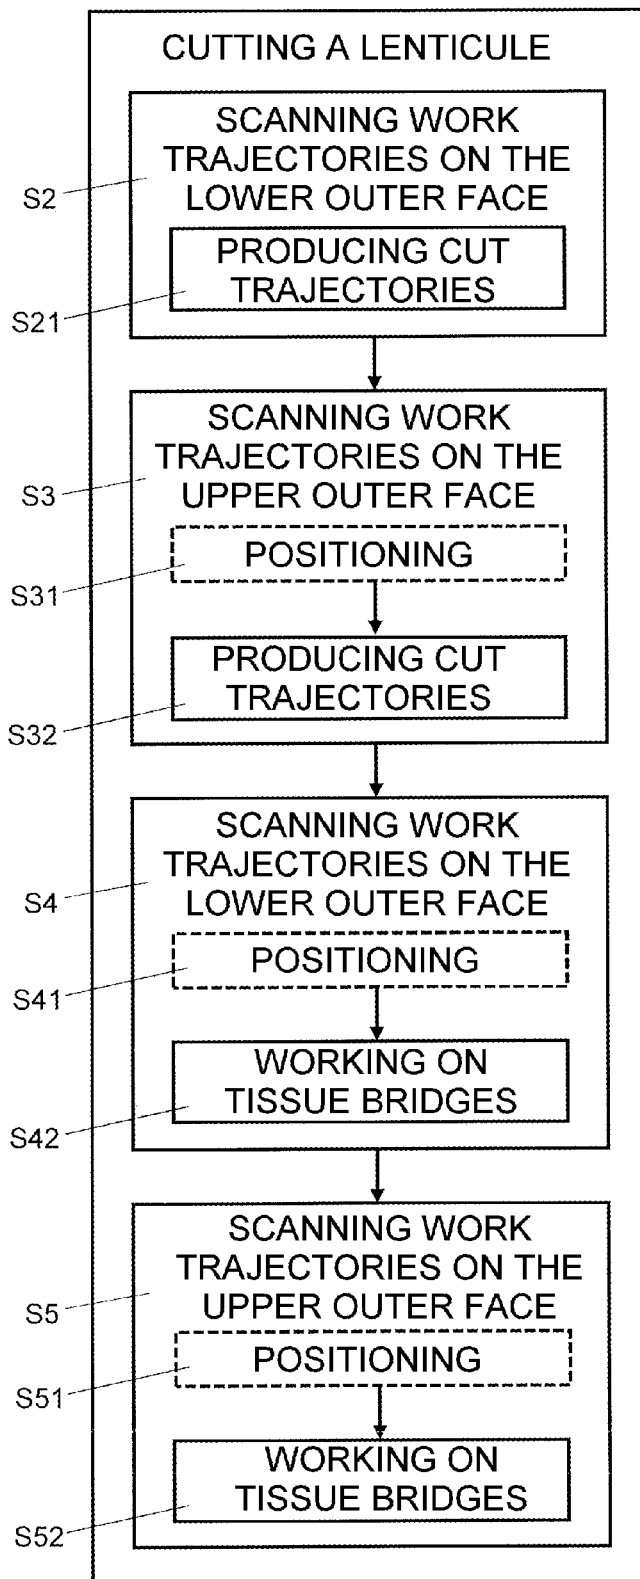 CUTTING A LENTICULE
SCANNING WORK
TRAJECTORIES ON THE
LOWER OUTER FACE
S2
PRODUCING CUT
TRAJECTORIES
S21
SCANNING WORK
TRAJECTORIES ON THE
UPPER OUTER FACE
S3
POSITIONING
S31
PRODUCING CUT
TRAJECTORIES
S32
SCANNING WORK
TRAJECTORIES ON THE
LOWER OUTER FACE
S4
POSITIONING
S41
WORKING ON
TISSUE BRIDGES
S42
SCANNING WORK
TRAJECTORIES ON THE
UPPER OUTER FACE
S5
POSITIONING
S51
WORKING ON
TISSUE BRIDGES
S52